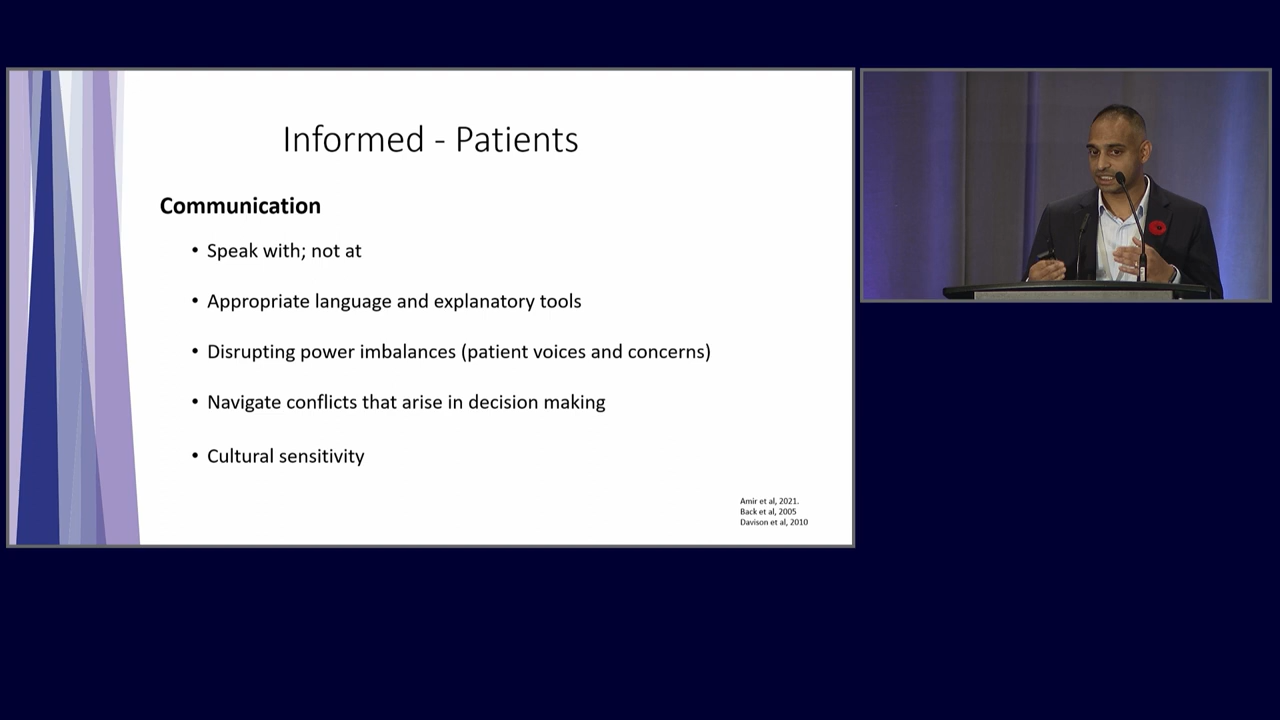 Informed - Patients
Communication
• Speak with; not at
• Appropriate language and explanatory tools
• Disrupting power imbalances (patient voices and concerns)
• Navigate conflicts that arise in decision making
• Cultural sensitivity
Amir et al, 2021.
Back et al, 2005
Davison et al, 2010